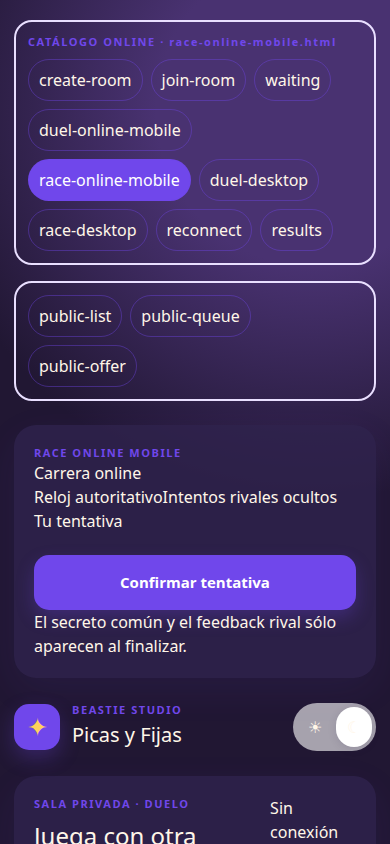 CATÁLOGO ONLINE · race-online-mobile.html
create-room join-room waiting
duel-online-mobile
race-online-mobile duel-desktop
race-desktop reconnect results
public-list public-queue
public-offer
RACE ONLINE MOBILE
Carrera online
Reloj autoritativoIntentos rivales ocultos
Tu tentativa
Confirmar tentativa
El secreto común y el feedback rival sólo
aparecen al finalizar.
BEASTIE STUDIO
Picas y Fijas
SALA PRIVADA · DUELO
Juega con otra
Sin
conexión